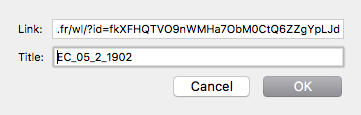 Link: .fr/wl/?id=fkXFHQTVO9nWMHa7ObM0CtQ6ZZgYpLJd
Title: EC_05_2_1902
Cancel OK